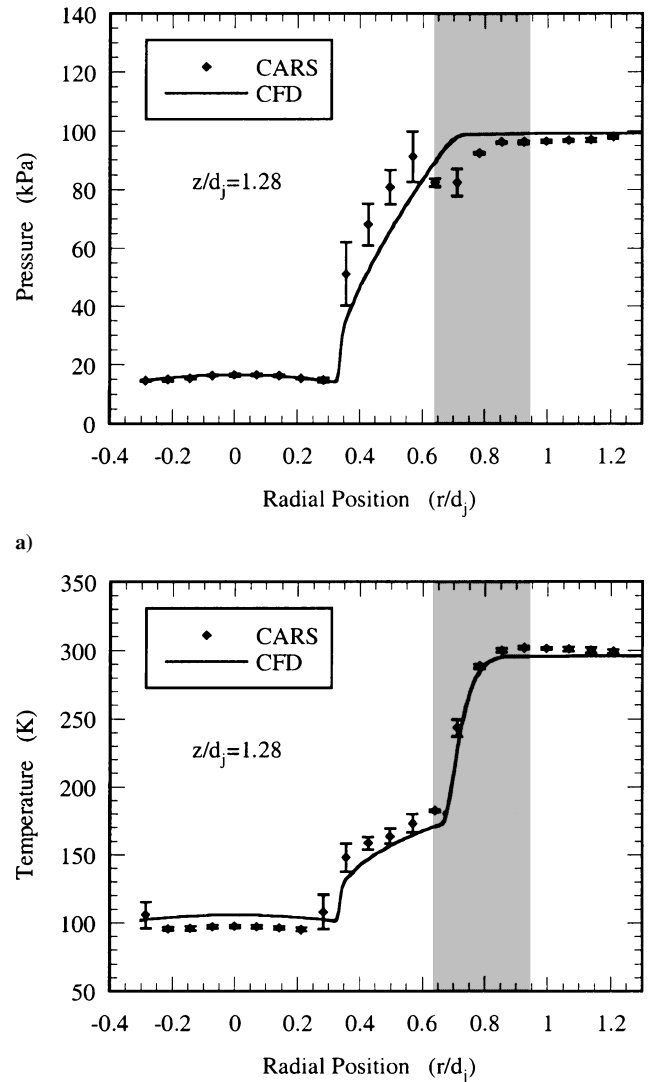 140
120
100
80
60
40
20
0
Pressure (kPa)
CARS
CFD
z/dj=1.28
-0.4 -0.2 0 0.2 0.4 0.6 0.8 1 1.2
Radial Position (r/dj)
a)
350
300
250
200
150
100
50
Temperature (K)
CARS
CFD
z/dj=1.28
-0.4 -0.2 0 0.2 0.4 0.6 0.8 1 1.2
Radial Position (r/dj)